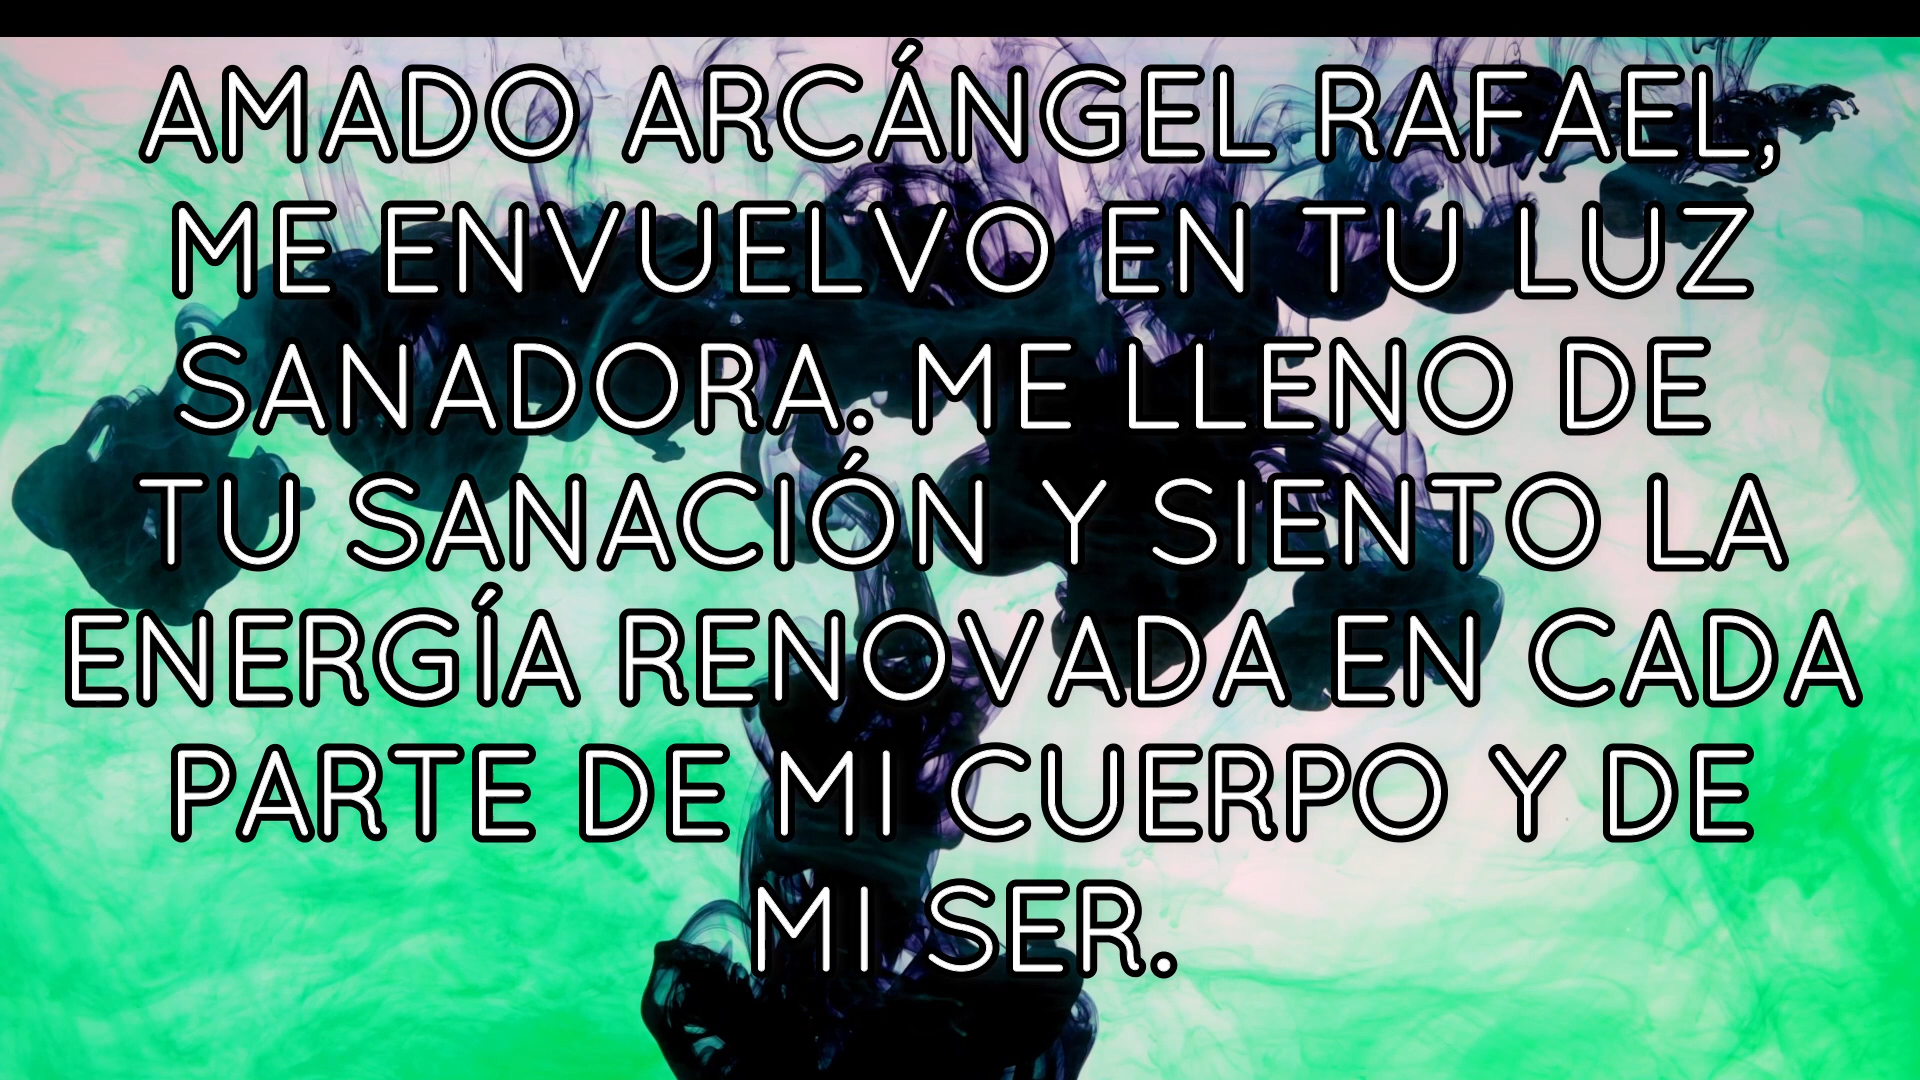 AMADO ARCÁNGEL RAFAEL,
ME ENVUELVO EN TU LUZ
SANADORA. ME LLENO DE
TU SANACIÓN Y SIENTO LA
ENERGÍA RENOVADA EN CADA
PARTE DE MI CUERPO Y DE
MI SER.